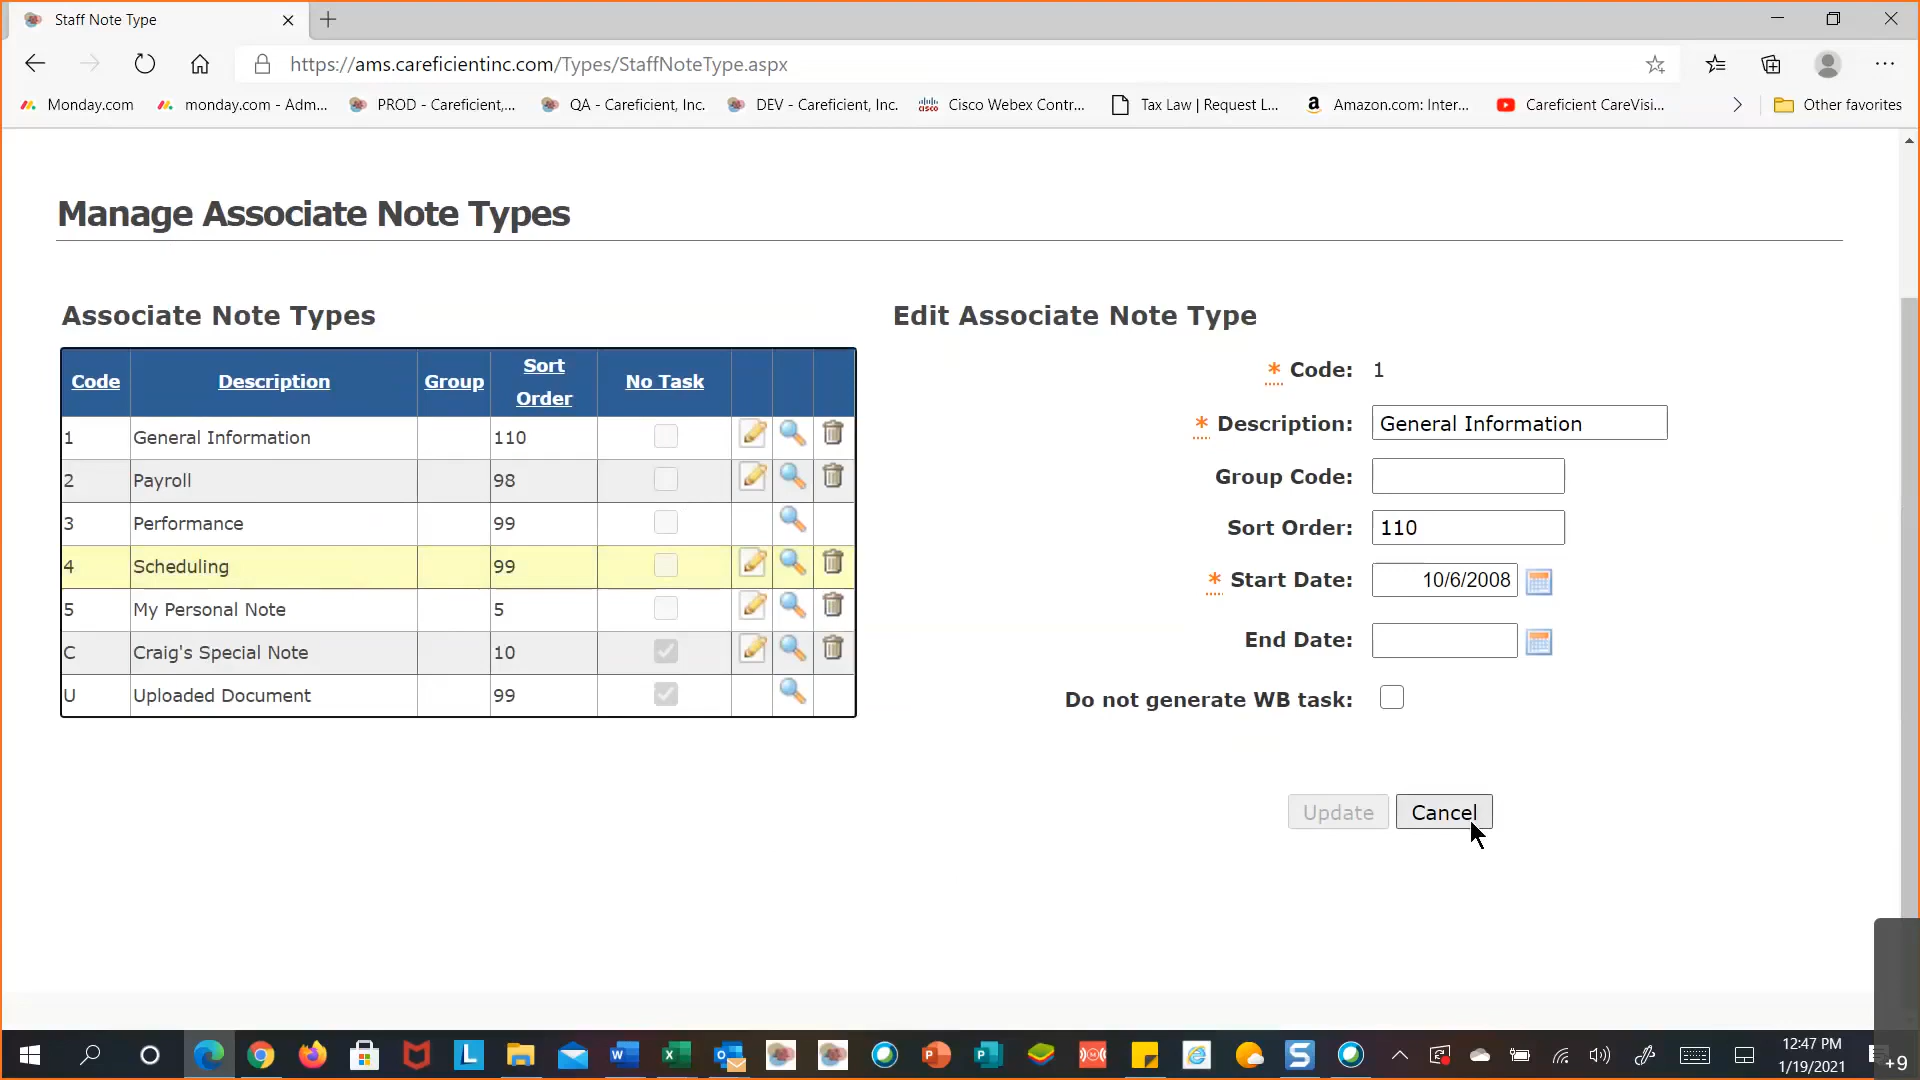 Staff Note Type
https://ams.careficientinc.com/Types/StaffNoteType.aspx
Monday.com
monday.com - Adm...
PROD - Careficient,...
QA - Careficient, Inc.
DEV - Careficient, Inc.
Cisco Webex Contr...
Tax Law | Request L...
Amazon.com: Inter...
Careficient CareVisi...
Other favorites
Manage Associate Note Types
Associate Note Types
Code Description Group Sort Order No Task
1 General Information 110
2 Payroll 98
3 Performance 99
4 Scheduling 99
5 My Personal Note 5
C Craig's Special Note 10
U Uploaded Document 99
Edit Associate Note Type
* Code: 1
* Description: General Information
Group Code:
Sort Order: 110
* Start Date: 10/6/2008
End Date:
Do not generate WB task:
Update Cancel
12:47 PM
1/19/2021
+9